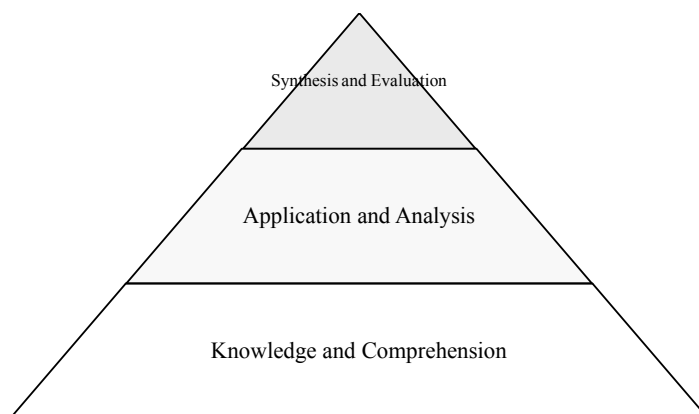 Synthesis and Evaluation
Application and Analysis
Knowledge and Comprehension